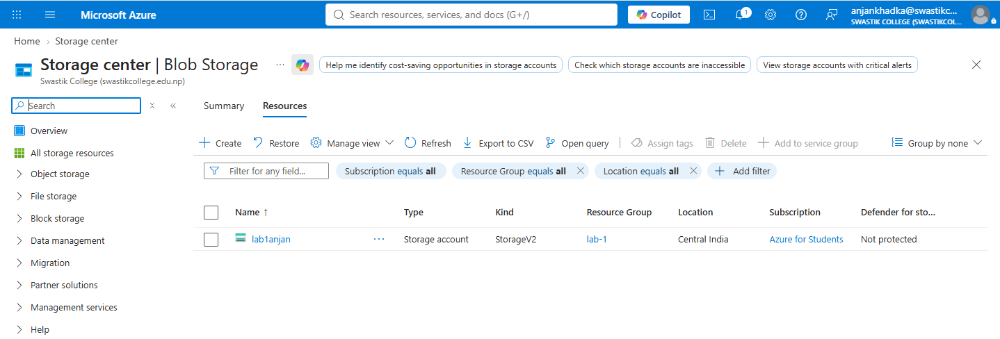 Microsoft Azure
Search resources, services, and docs (G+/)
Copilot
1
anjankhadka@swastikc...
SWASTIK COLLEGE (SWASTIKCOL...
Home > Storage center
Storage center | Blob Storage
...
Help me identify cost-saving opportunities in storage accounts
Check which storage accounts are inaccessible
View storage accounts with critical alerts
Swastik College (swastikcollege.edu.np)
Search
Summary
Resources
Overview
All storage resources
Object storage
File storage
Block storage
Data management
Migration
Partner solutions
Management services
Help
Create
Restore
Manage view
Refresh
Export to CSV
Open query
Assign tags
Delete
Add to service group
Group by none
Filter for any field...
Subscription equals all
Resource Group equals all
Location equals all
Add filter
Name ↑ Type Kind Resource Group Location Subscription Defender for sto...
lab1anjan ... Storage account StorageV2 lab-1 Central India Azure for Students Not protected